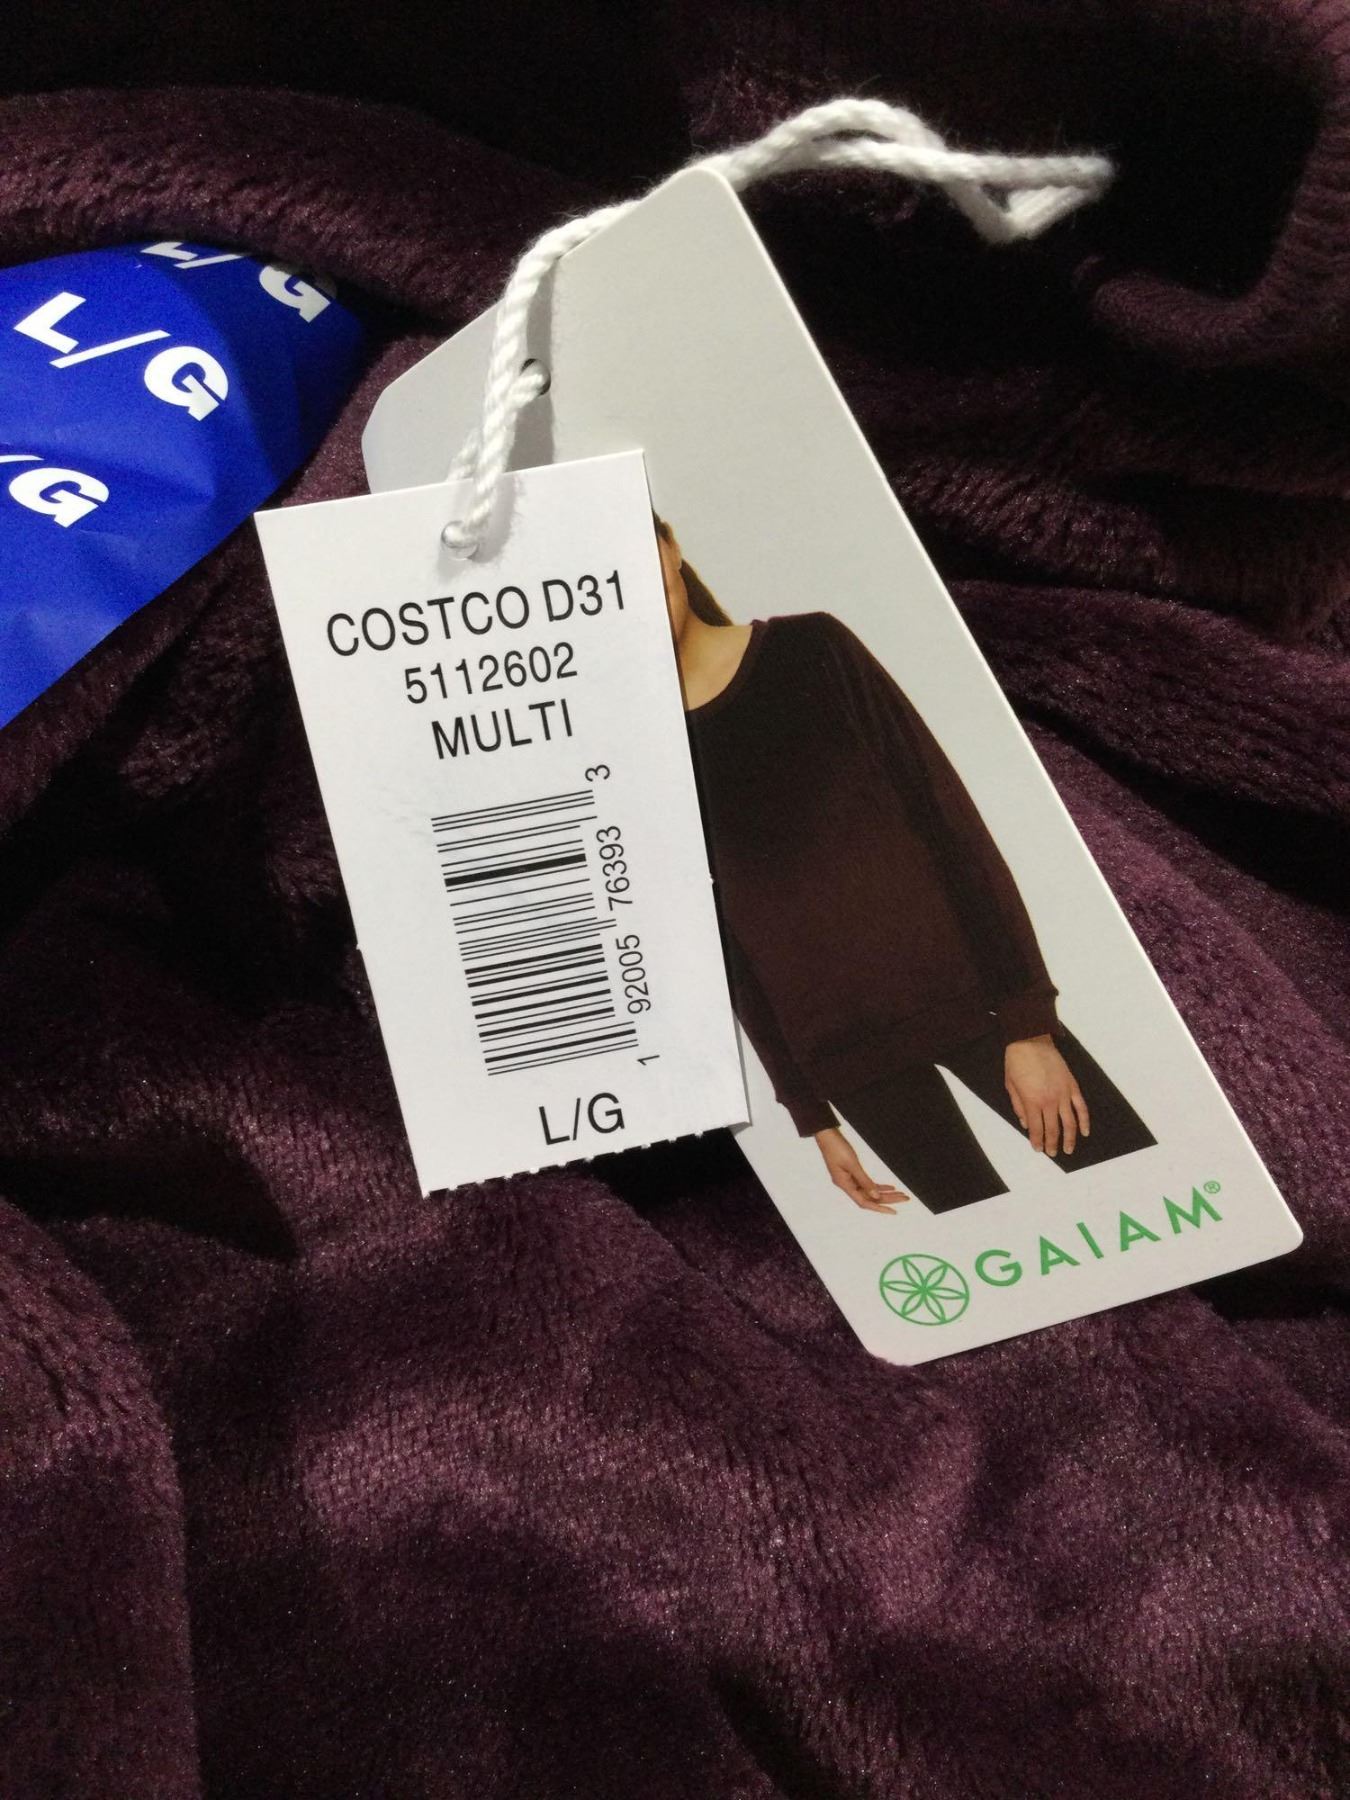 L/G
L/G
/G
COSTCO D31
5112602
MULTI
1 92005 76393 3
L/G
GAIAM®